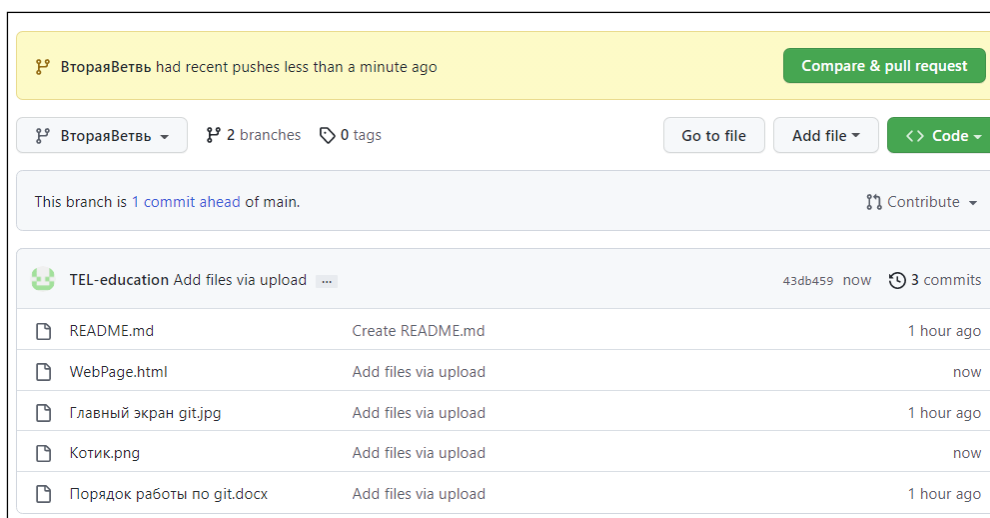 ВтораяВетвь had recent pushes less than a minute ago Compare & pull request
ВтораяВетвь 2 branches 0 tags Go to file Add file <> Code
This branch is 1 commit ahead of main. Contribute
TEL-education Add files via upload ... 43db459 now 3 commits
README.md Create README.md 1 hour ago
WebPage.html Add files via upload now
Главный экран git.jpg Add files via upload 1 hour ago
Котик.png Add files via upload now
Порядок работы по git.docx Add files via upload 1 hour ago